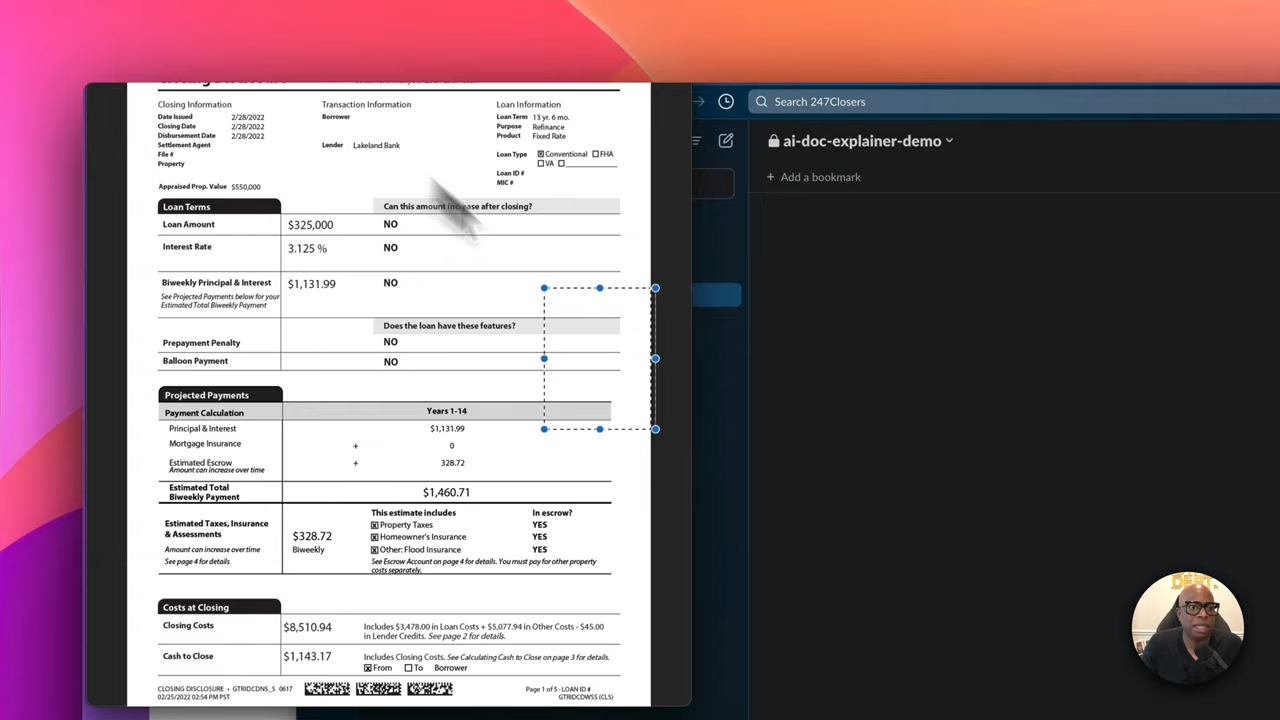 Closing Information
Date Issued 2/28/2022
Closing Date 2/28/2022
Disbursement Date 2/28/2022
Settlement Agent
File #
Property
Appraised Prop. Value $550,000
Transaction Information
Borrower
Lender Lakeland Bank
Loan Information
Loan Term 13 yr. 6 mo.
Purpose Refinance
Product Fixed Rate
Loan Type Conventional FHA
VA
Loan ID #
MIC #
Loan Terms Can this amount increase after closing?
Loan Amount $325,000 NO
Interest Rate 3.125 % NO
Biweekly Principal & Interest $1,131.99 NO
See Projected Payments below for your
Estimated Total Biweekly Payment
Does the loan have these features?
Prepayment Penalty NO
Balloon Payment NO
Projected Payments
Payment Calculation Years 1-14
Principal & Interest $1,131.99
Mortgage Insurance + 0
Estimated Escrow + 328.72
Amount can increase over time
Estimated Total
Biweekly Payment $1,460.71
Estimated Taxes, Insurance
& Assessments
Amount can increase over time
See page 4 for details
$328.72
Biweekly
This estimate includes In escrow?
Property Taxes YES
Homeowner's Insurance YES
Other: Flood Insurance YES
See Escrow Account on page 4 for details. You must pay for other property
costs separately.
Costs at Closing
Closing Costs $8,510.94 Includes $3,478.00 in Loan Costs + $5,077.94 in Other Costs - $45.00
in Lender Credits. See page 2 for details.
Cash to Close $1,143.17 Includes Closing Costs. See Calculating Cash to Close on page 3 for details.
From To Borrower
CLOSING DISCLOSURE • GTRIDCDNS_S 0617
02/25/2022 02:54 PM PST
Page 1 of 5 - LOAN ID #
GTRIDCDWSS (CLS)
Search 247Closers
ai-doc-explainer-demo
+ Add a bookmark
DEBT